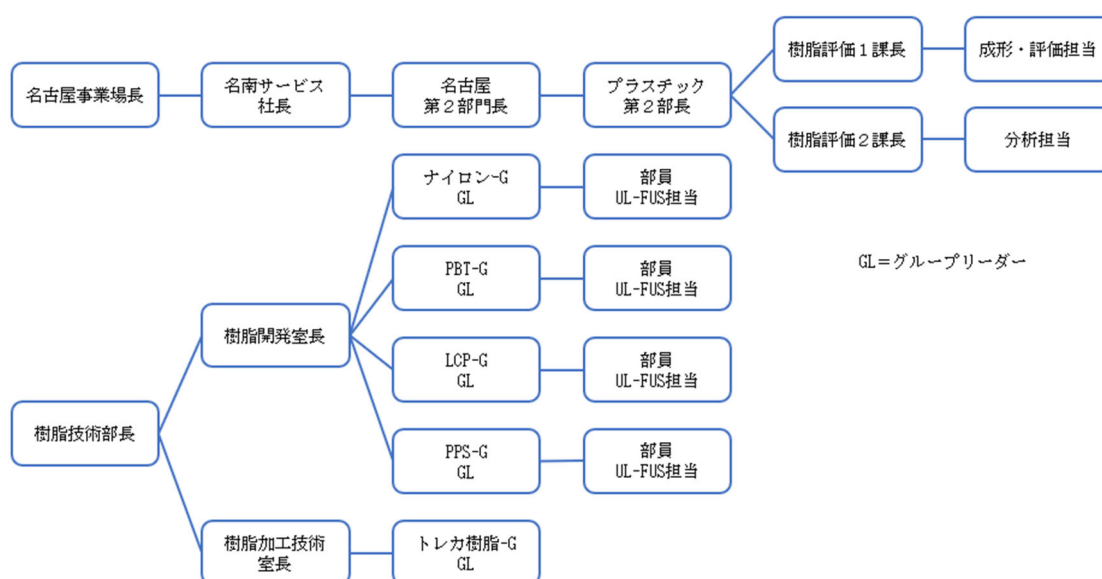 樹脂評価1課長
成形・評価担当
名古屋事業場長
名南サービス
社長
名古屋
第2部門長
プラスチック
第2部長
樹脂評価2課長
分析担当
ナイロン-G
GL
部員
UL-FUS担当
GL=グループリーダー
PBT-G
GL
部員
UL-FUS担当
樹脂開発室長
LCP-G
GL
部員
UL-FUS担当
樹脂技術部長
PPS-G
GL
部員
UL-FUS担当
樹脂加工技術
室長
トレカ樹脂-G
GL